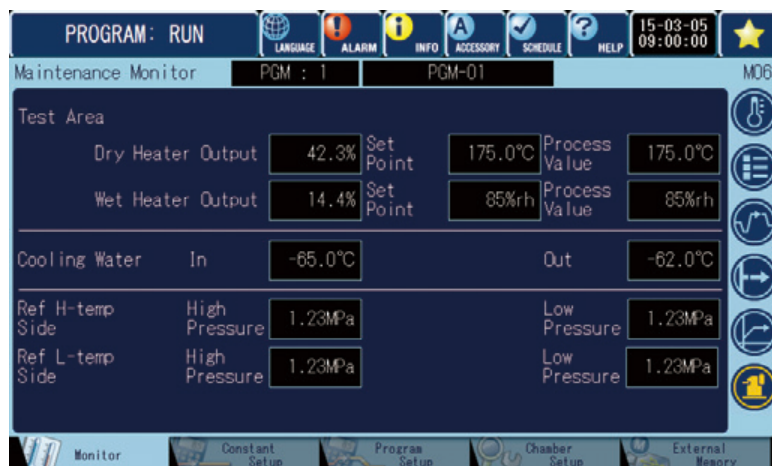 PROGRAM: RUN
LANGUAGE
ALARM
INFO
A
ACCESSORY
SCHEDULE
?
HELP
15-03-05
09:00:00
Maintenance Monitor
PGM : 1
PGM-01
M06
Test Area
Dry Heater Output 42.3% Set Point 175.0°C Process Value 175.0°C
Wet Heater Output 14.4% Set Point 85%rh Process Value 85%rh
Cooling Water In -65.0°C Out -62.0°C
Ref H-temp Side High Pressure 1.23MPa Low Pressure 1.23MPa
Ref L-temp Side High Pressure 1.23MPa Low Pressure 1.23MPa
Monitor
Constant Setup
Program Setup
Chamber Setup
External Memory